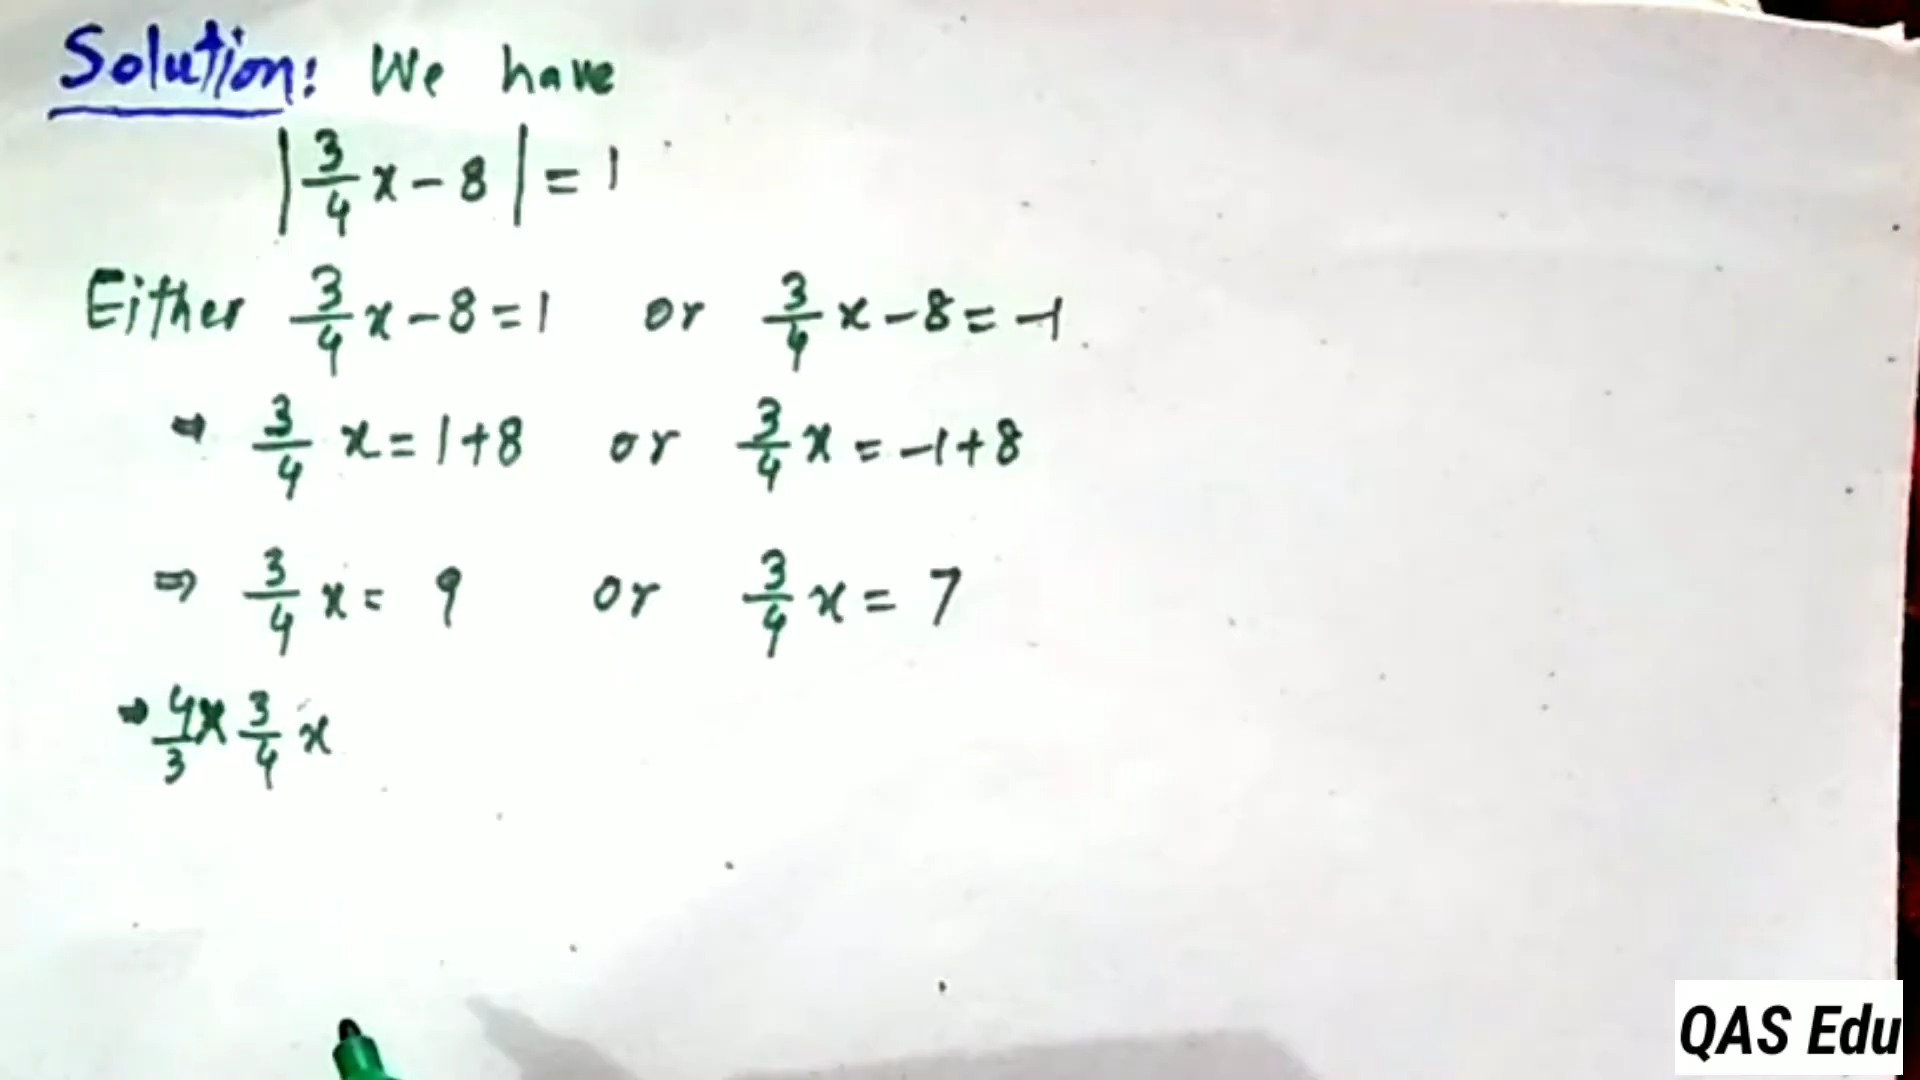 Solution: We have
|3/4 x - 8| = 1
Either 3/4 x - 8 = 1 or 3/4 x - 8 = -1
⇒ 3/4 x = 1+8 or 3/4 x = -1+8
⇒ 3/4 x = 9 or 3/4 x = 7
⇒ 4/3 × 3/4 x
QAS Edu